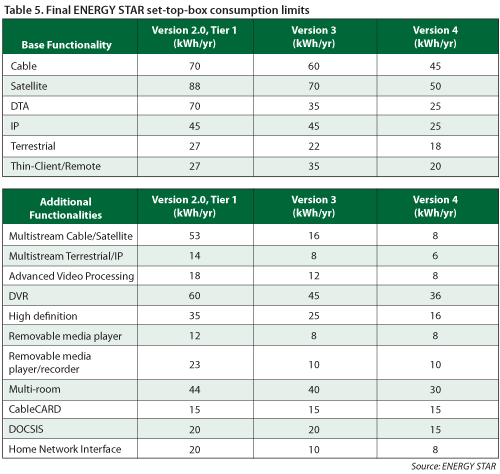 Table 5. Final ENERGY STAR set-top-box consumption limits
Base Functionality Version 2.0, Tier 1 (kWh/yr) Version 3 (kWh/yr) Version 4 (kWh/yr)
Cable 70 60 45
Satellite 88 70 50
DTA 70 35 25
IP 45 45 25
Terrestrial 27 22 18
Thin-Client/Remote 27 35 20
Additional Functionalities Version 2.0, Tier 1 (kWh/yr) Version 3 (kWh/yr) Version 4 (kWh/yr)
Multistream Cable/Satellite 53 16 8
Multistream Terrestrial/IP 14 8 6
Advanced Video Processing 18 12 8
DVR 60 45 36
High definition 35 25 16
Removable media player 12 8 8
Removable media player/recorder 23 10 10
Multi-room 44 40 30
CableCARD 15 15 15
DOCSIS 20 20 15
Home Network Interface 20 10 8
Source: ENERGY STAR